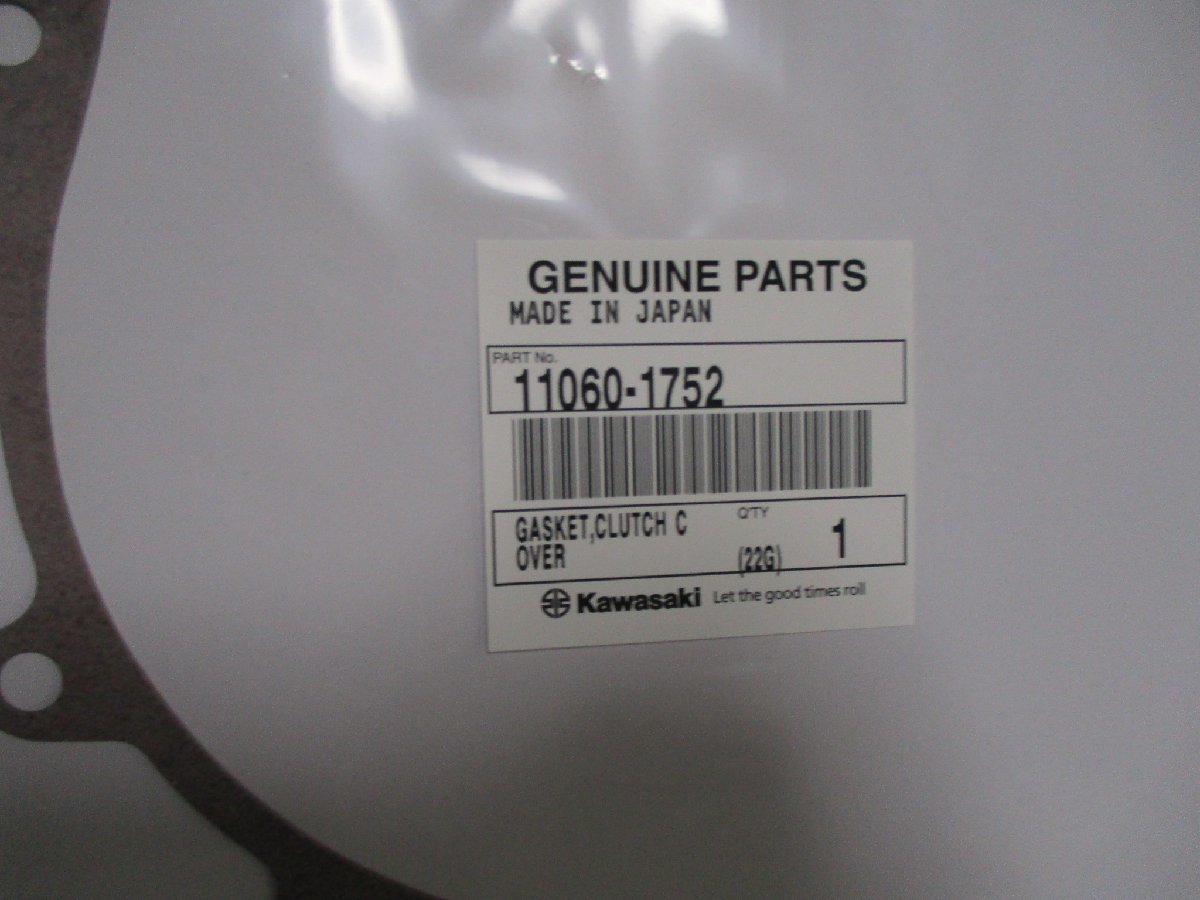 GENUINE PARTS
MADE IN JAPAN
PART No.
11060-1752
GASKET,CLUTCH C
OVER
Q'TY
(22G)
1
Kawasaki Let the good times roll